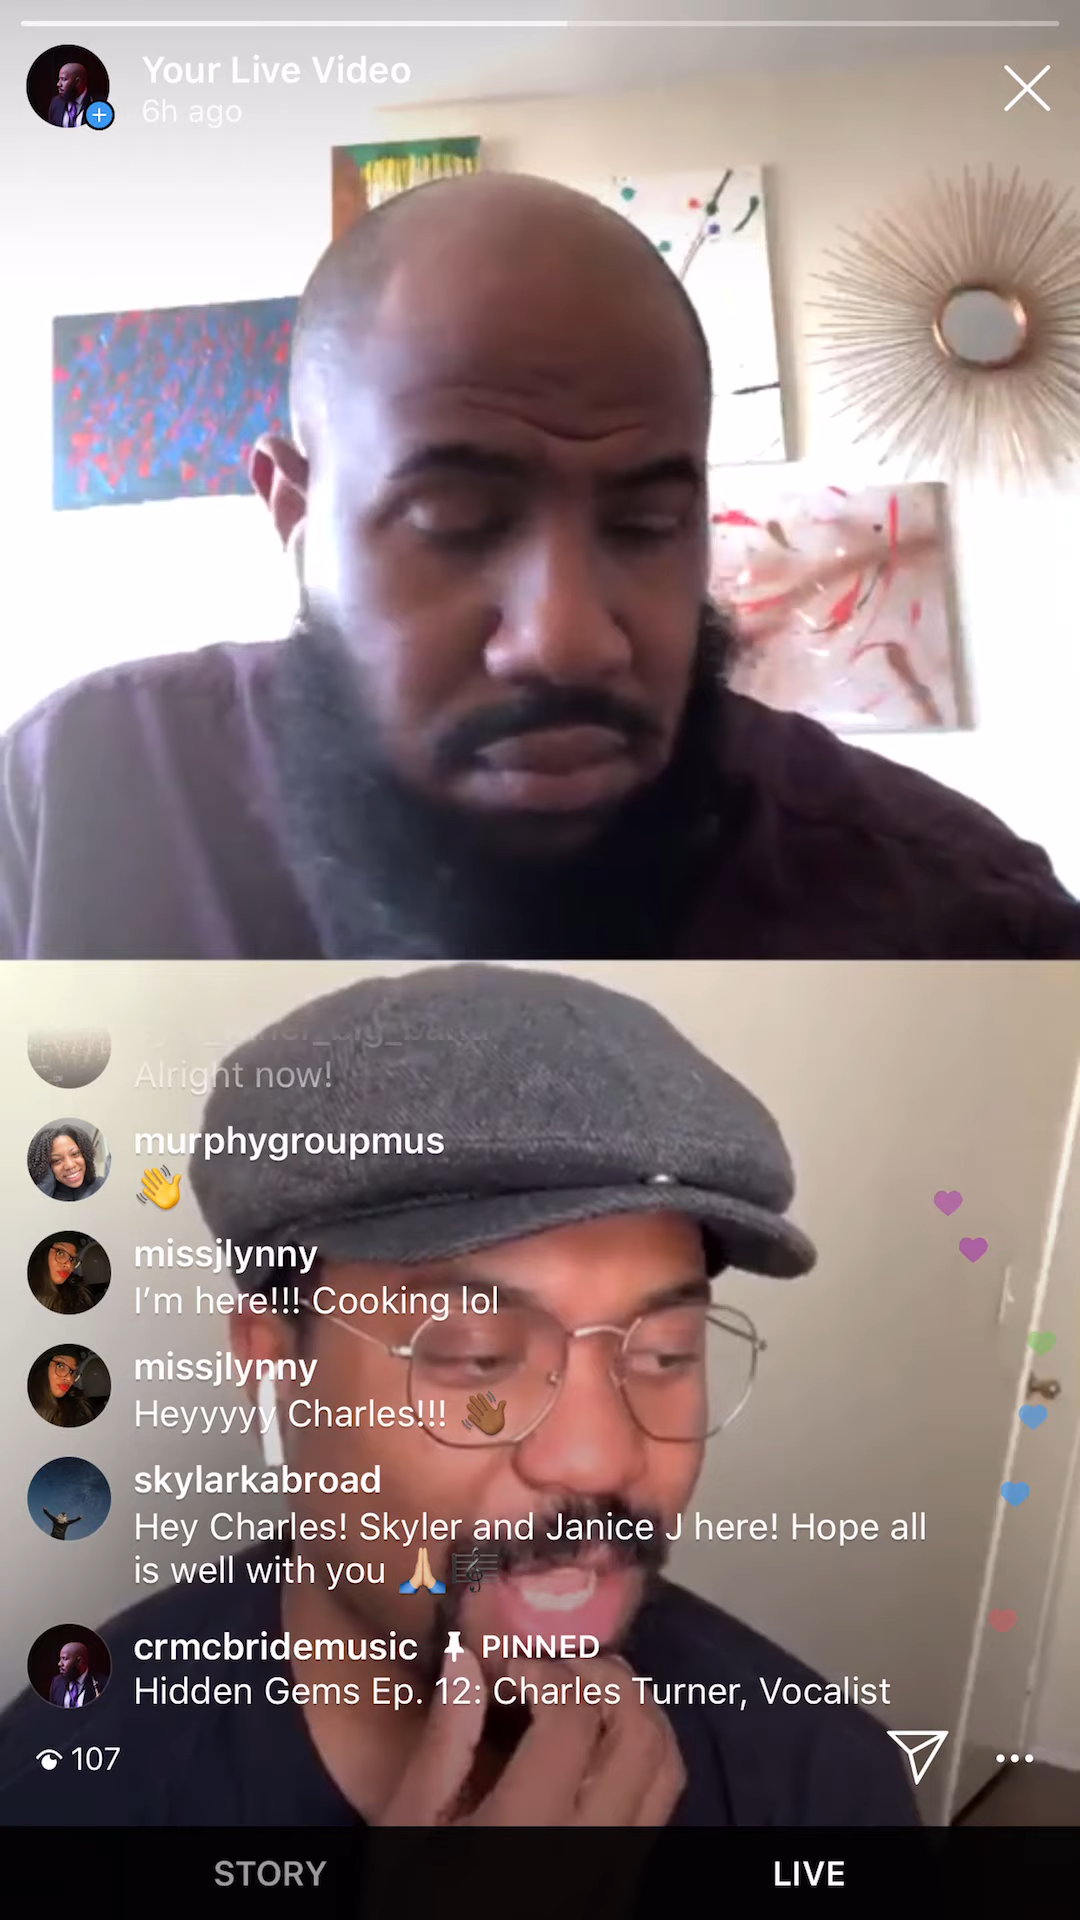 Your Live Video
6h ago
Alright now!
murphygroupmus
👋
missjlynny
I'm here!!! Cooking lol
missjlynny
Heyyyyy Charles!!! 👋🏾
skylarkabroad
Hey Charles! Skyler and Janice J here! Hope all
is well with you 🙏🏼🎼
crmcbridemusic PINNED
Hidden Gems Ep. 12: Charles Turner, Vocalist
107
STORY
LIVE